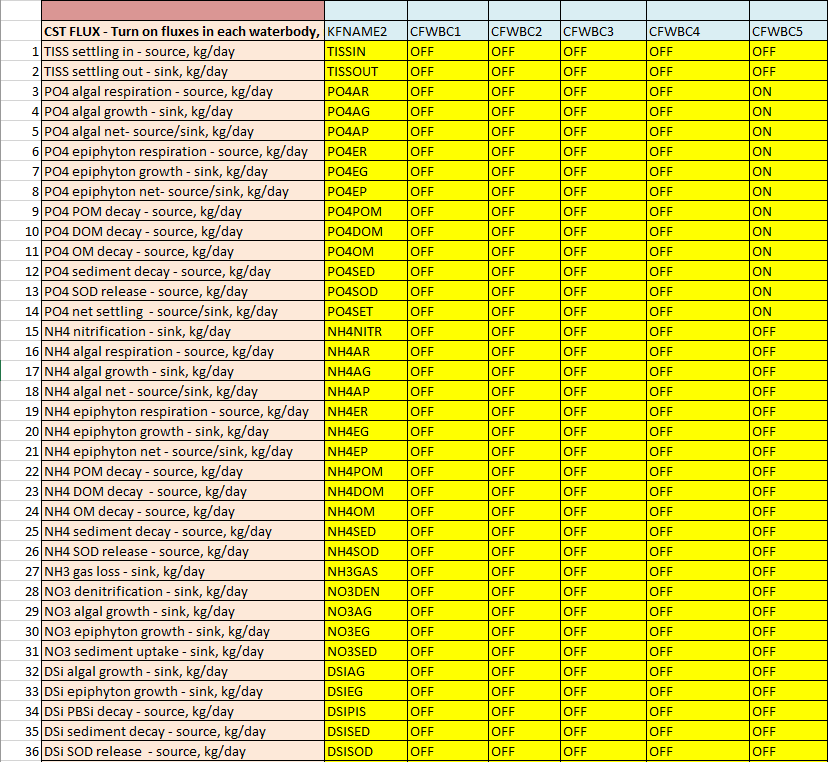 CST FLUX - Turn on fluxes in each waterbody, KFNAME2 CFWBC1 CFWBC2 CFWBC3 CFWBC4 CFWBC5
1 TISS settling in - source, kg/day TISSIN OFF OFF OFF OFF OFF
2 TISS settling out - sink, kg/day TISSOUT OFF OFF OFF OFF OFF
3 PO4 algal respiration - source, kg/day PO4AR OFF OFF OFF OFF ON
4 PO4 algal growth - sink, kg/day PO4AG OFF OFF OFF OFF ON
5 PO4 algal net- source/sink, kg/day PO4AP OFF OFF OFF OFF ON
6 PO4 epiphyton respiration - source, kg/day PO4ER OFF OFF OFF OFF ON
7 PO4 epiphyton growth - sink, kg/day PO4EG OFF OFF OFF OFF ON
8 PO4 epiphyton net- source/sink, kg/day PO4EP OFF OFF OFF OFF ON
9 PO4 POM decay - source, kg/day PO4POM OFF OFF OFF OFF ON
10 PO4 DOM decay - source, kg/day PO4DOM OFF OFF OFF OFF ON
11 PO4 OM decay - source, kg/day PO4OM OFF OFF OFF OFF ON
12 PO4 sediment decay - source, kg/day PO4SED OFF OFF OFF OFF ON
13 PO4 SOD release - source, kg/day PO4SOD OFF OFF OFF OFF ON
14 PO4 net settling  - source/sink, kg/day PO4SET OFF OFF OFF OFF ON
15 NH4 nitrification - sink, kg/day NH4NITR OFF OFF OFF OFF OFF
16 NH4 algal respiration - source, kg/day NH4AR OFF OFF OFF OFF OFF
17 NH4 algal growth - sink, kg/day NH4AG OFF OFF OFF OFF OFF
18 NH4 algal net - source/sink, kg/day NH4AP OFF OFF OFF OFF OFF
19 NH4 epiphyton respiration - source, kg/day NH4ER OFF OFF OFF OFF OFF
20 NH4 epiphyton growth - sink, kg/day NH4EG OFF OFF OFF OFF OFF
21 NH4 epiphyton net - source/sink, kg/day NH4EP OFF OFF OFF OFF OFF
22 NH4 POM decay - source, kg/day NH4POM OFF OFF OFF OFF OFF
23 NH4 DOM decay  - source, kg/day NH4DOM OFF OFF OFF OFF OFF
24 NH4 OM decay - source, kg/day NH4OM OFF OFF OFF OFF OFF
25 NH4 sediment decay - source, kg/day NH4SED OFF OFF OFF OFF OFF
26 NH4 SOD release - source, kg/day NH4SOD OFF OFF OFF OFF OFF
27 NH3 gas loss - sink, kg/day NH3GAS OFF OFF OFF OFF OFF
28 NO3 denitrification - sink, kg/day NO3DEN OFF OFF OFF OFF OFF
29 NO3 algal growth - sink, kg/day NO3AG OFF OFF OFF OFF OFF
30 NO3 epiphyton growth - sink, kg/day NO3EG OFF OFF OFF OFF OFF
31 NO3 sediment uptake - sink, kg/day NO3SED OFF OFF OFF OFF OFF
32 DSi algal growth - sink, kg/day DSIAG OFF OFF OFF OFF OFF
33 DSi epiphyton growth - sink, kg/day DSIEG OFF OFF OFF OFF OFF
34 DSi PBSi decay - source, kg/day DSIPIS OFF OFF OFF OFF OFF
35 DSi sediment decay - source, kg/day DSISED OFF OFF OFF OFF OFF
36 DSi SOD release  - source, kg/day DSISOD OFF OFF OFF OFF OFF